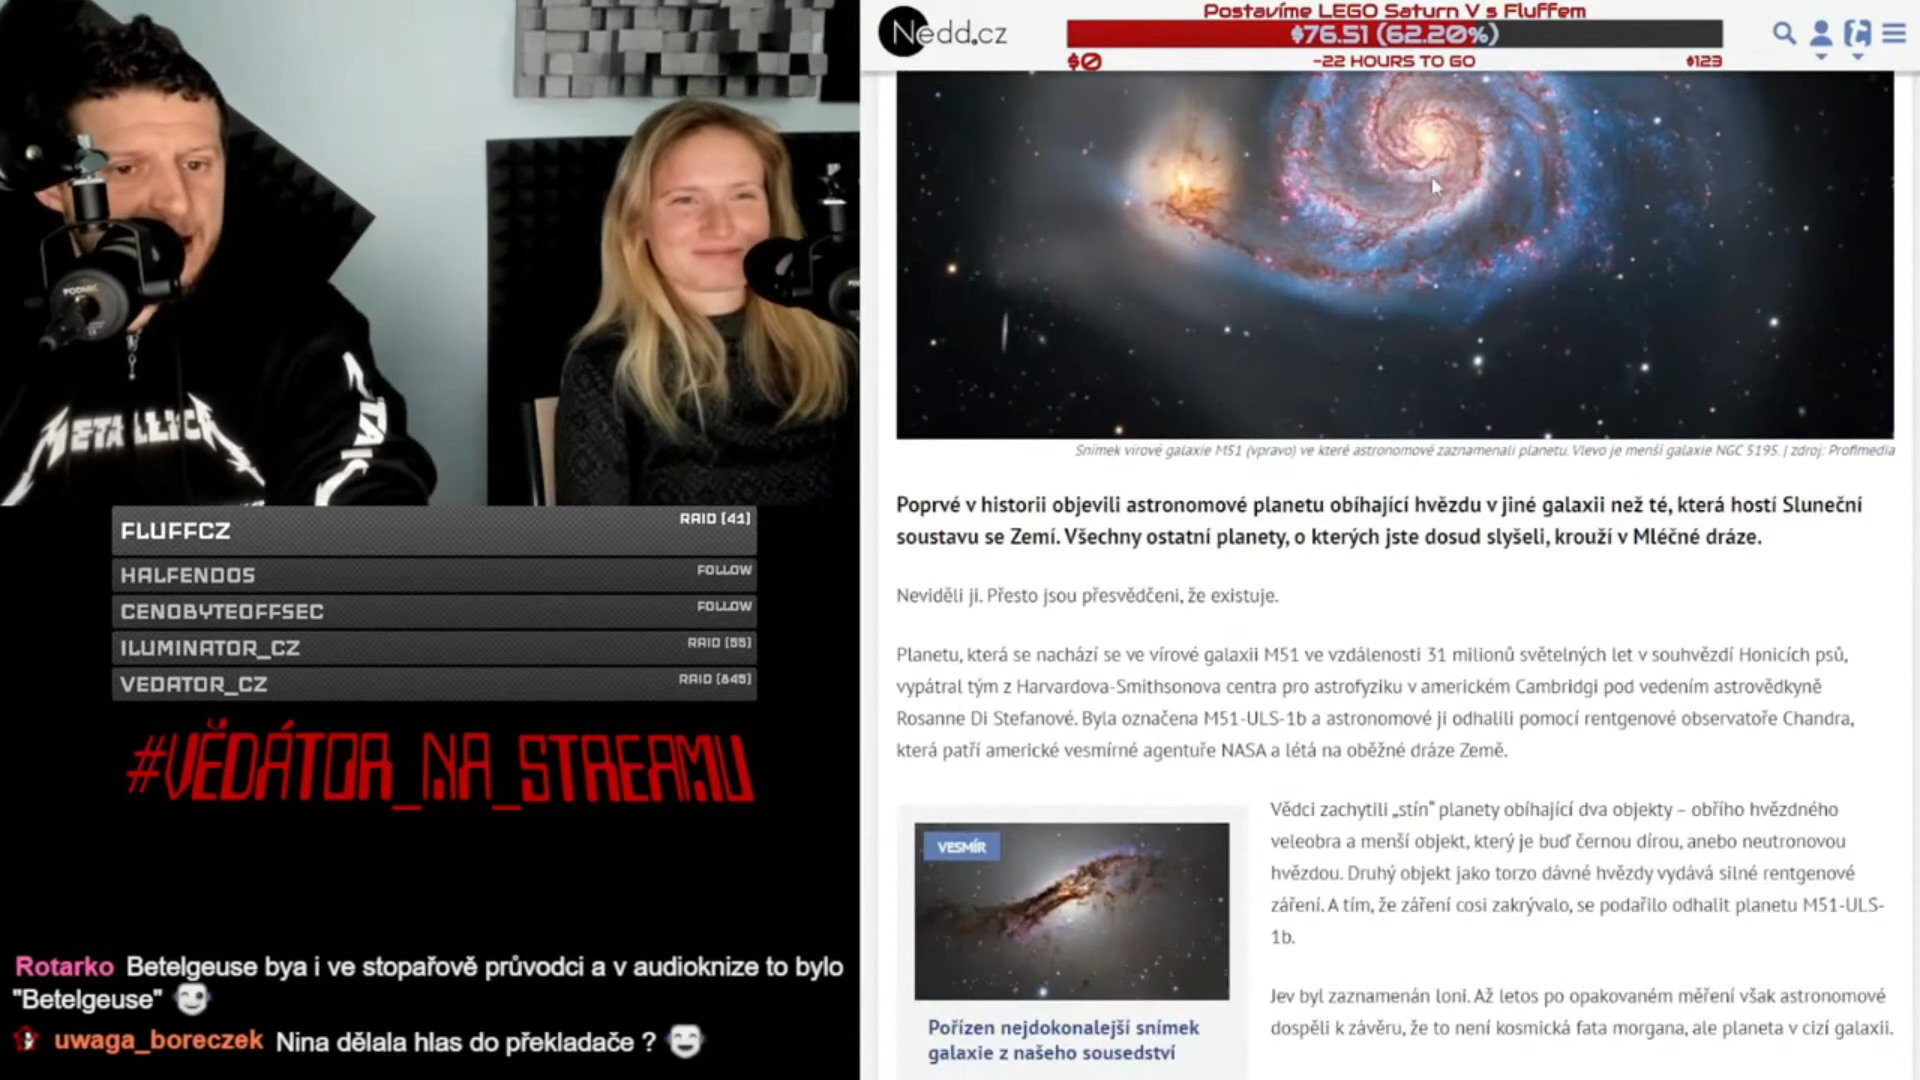 METALLICA
FLUFFCZ
RAID (41)
HALFENDOS
FOLLOW
CENOBYTEOFFSEC
FOLLOW
ILUMINATOR_CZ
RAID (55)
VEDATOR_CZ
RAID (845)
#VĚDÁTOR_NA_STREAMU
Rotarko Betelgeuse bya i ve stopařově průvodci a v audioknize to bylo
"Betelgeuse"
uwaga_boreczek Nina dělala hlas do překladače ?
Nedd.cz
Postavíme LEGO Saturn V s Fluffem
$76.51 (62.20%)
$0
-22 HOURS TO GO
$123
Snímek vírové galaxie M51 (vpravo) ve které astronomové zaznamenali planetu. Vlevo je menší galaxie NGC 5195. | zdroj: Profimedia
Poprvé v historii objevili astronomové planetu obíhající hvězdu v jiné galaxii než té, která hostí Sluneční
soustavu se Zemí. Všechny ostatní planety, o kterých jste dosud slyšeli, krouží v Mléčné dráze.
Neviděli ji. Přesto jsou přesvědčeni, že existuje.
Planetu, která se nachází se ve vírové galaxii M51 ve vzdálenosti 31 milionů světelných let v souhvězdí Honicích psů,
vypátral tým z Harvardova-Smithsonova centra pro astrofyziku v americkém Cambridgi pod vedením astrovědkyně
Rosanne Di Stefanové. Byla označena M51-ULS-1b a astronomové ji odhalili pomocí rentgenové observatoře Chandra,
která patří americké vesmírné agentuře NASA a létá na oběžné dráze Země.
VESMÍR
Pořízen nejdokonalejší snímek
galaxie z našeho sousedství
Vědci zachytili „stín“ planety obíhající dva objekty – obřího hvězdného
veleobra a menší objekt, který je buď černou dírou, anebo neutronovou
hvězdou. Druhý objekt jako torzo dávné hvězdy vydává silné rentgenové
záření. A tím, že záření cosi zakrývalo, se podařilo odhalit planetu M51-ULS-
1b.
Jev byl zaznamenán loni. Až letos po opakovaném měření však astronomové
dospěli k závěru, že to není kosmická fata morgana, ale planeta v cizí galaxii.